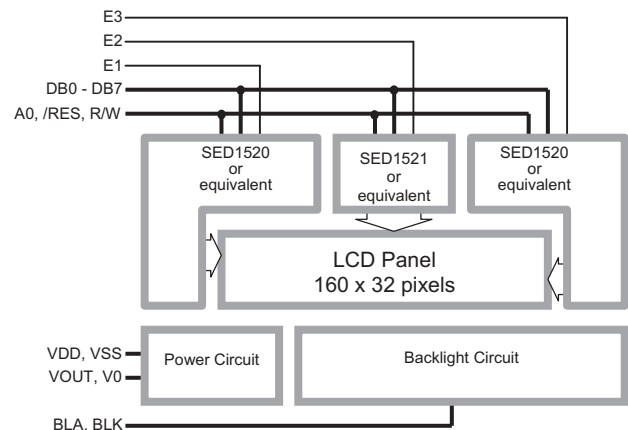 E3
E2
E1
DB0 - DB7
A0, /RES, R/W
SED1520
or
equivalent
SED1521
or
equivalent
SED1520
or
equivalent
LCD Panel
160 x 32 pixels
VDD, VSS
VOUT, V0
Power Circuit
Backlight Circuit
BLA, BLK